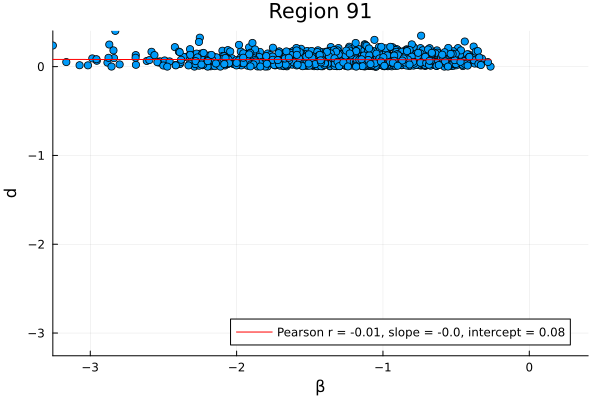 Region 91
0
−1
−2
−3
d
Pearson r = -0.01, slope = -0.0, intercept = 0.08
−3
−2
−1
0
β